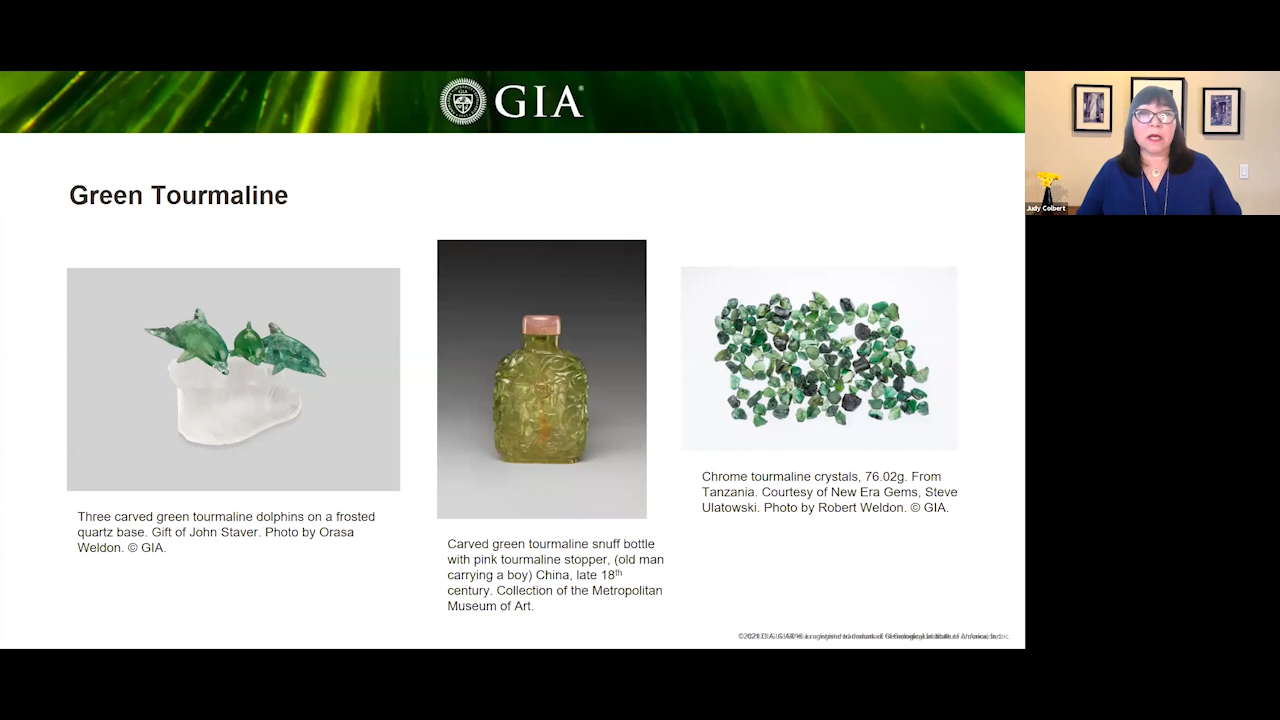 GIA
Green Tourmaline
Judy Colbert
Three carved green tourmaline dolphins on a frosted
quartz base. Gift of John Staver. Photo by Orasa
Weldon. © GIA.
Carved green tourmaline snuff bottle
with pink tourmaline stopper, (old man
carrying a boy) China, late 18th
century. Collection of the Metropolitan
Museum of Art.
Chrome tourmaline crystals, 76.02g. From
Tanzania. Courtesy of New Era Gems, Steve
Ulatowski. Photo by Robert Weldon. © GIA.